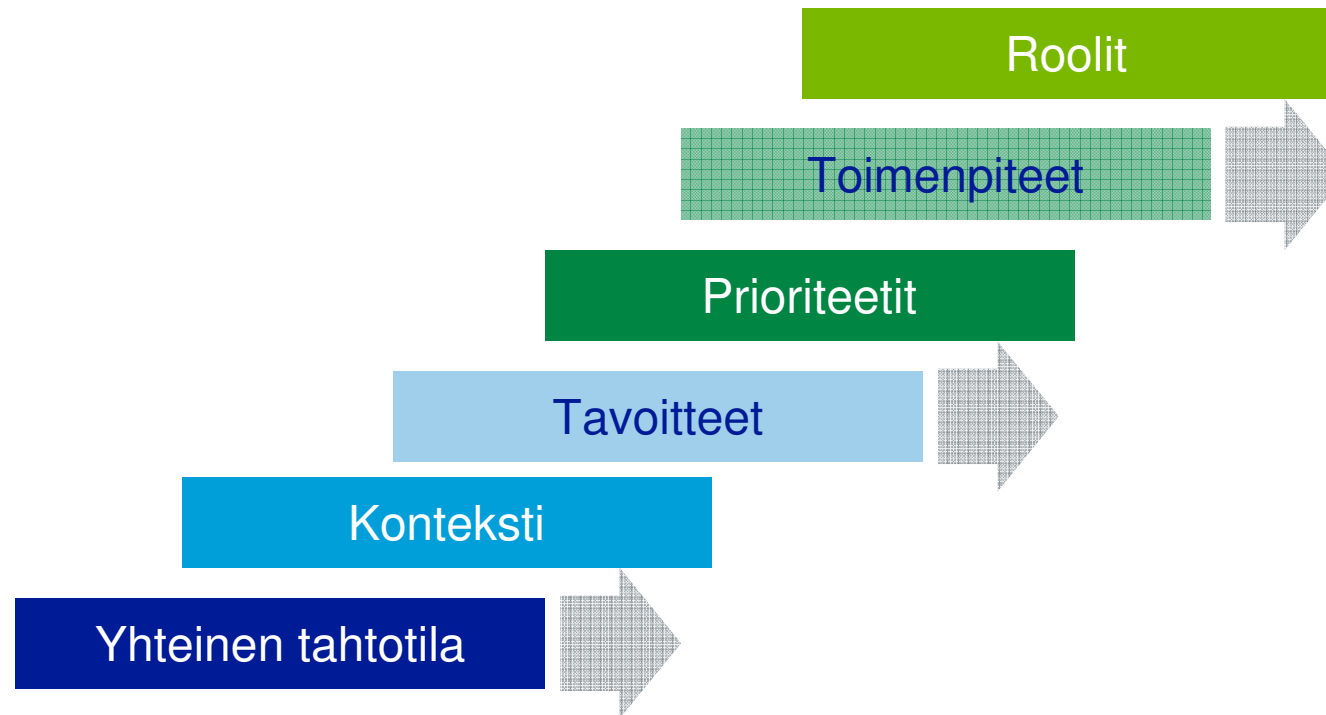 Roolit
Toimenpiteet
Prioriteetit
Tavoitteet
Konteksti
Yhteinen tahtotila